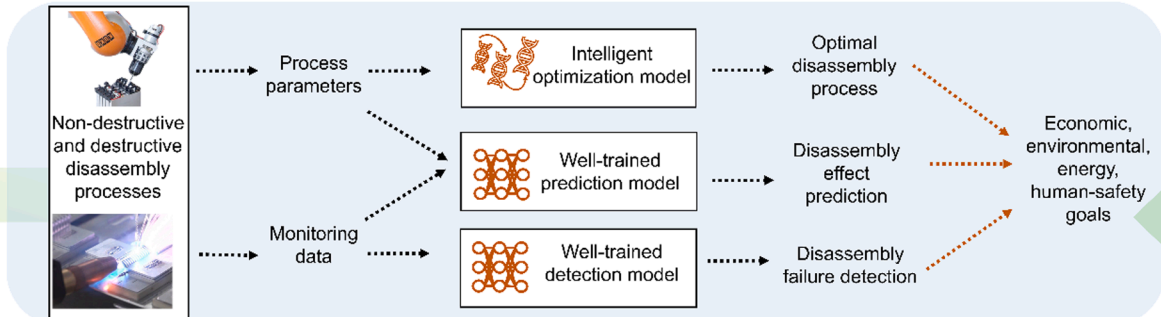 Non-destructive
and destructive
disassembly
processes
Process
parameters
Monitoring
data
Intelligent
optimization model
Well-trained
prediction model
Well-trained
detection model
Optimal
disassembly
process
Disassembly
effect
prediction
Disassembly
failure detection
Economic,
environmental,
energy,
human-safety
goals